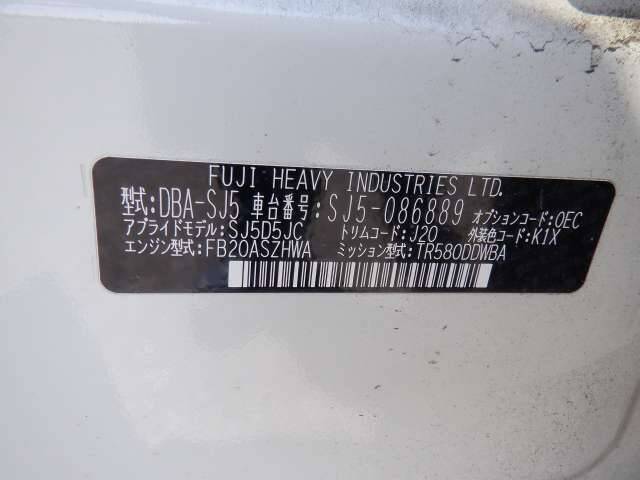 FUJI HEAVY INDUSTRIES LTD.
型式:DBA-SJ5 車台番号:SJ5-086889 オプションコード:OEC
アプライドモデル:SJ5D5JC トリムコード:J20 外装色コード:K1X
エンジン型式:FB20ASZHWA ミッション型式:TR580DDWBA